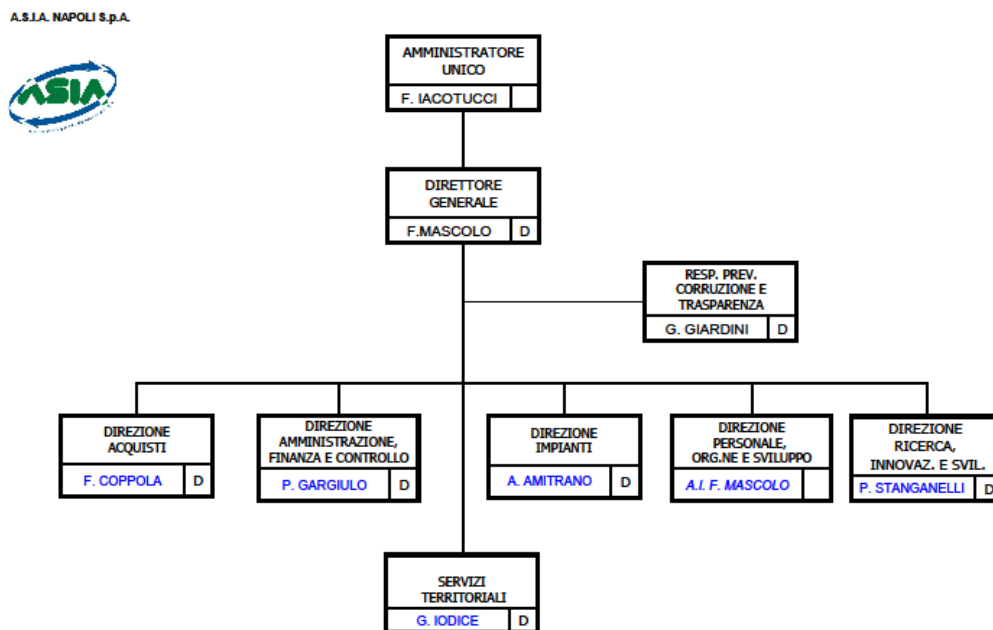 A.S.I.A. NAPOLI S.p.A.
ASIA
AMMINISTRATORE
UNICO
F. IACOTUCCI
DIRETTORE
GENERALE
F.MASCOLO D
RESP. PREV.
CORRUZIONE E
TRASPARENZA
G. GIARDINI D
DIREZIONE
ACQUISTI
F. COPPOLA D
DIREZIONE
AMMINISTRAZIONE,
FINANZA E CONTROLLO
P. GARGIULO D
DIREZIONE
IMPIANTI
A. AMITRANO D
DIREZIONE
PERSONALE,
ORG.NE E SVILUPPO
A.I. F. MASCOLO
DIREZIONE
RICERCA,
INNOVAZ. E SVIL.
P. STANGANELLI D
SERVIZI
TERRITORIALI
G. IODICE D